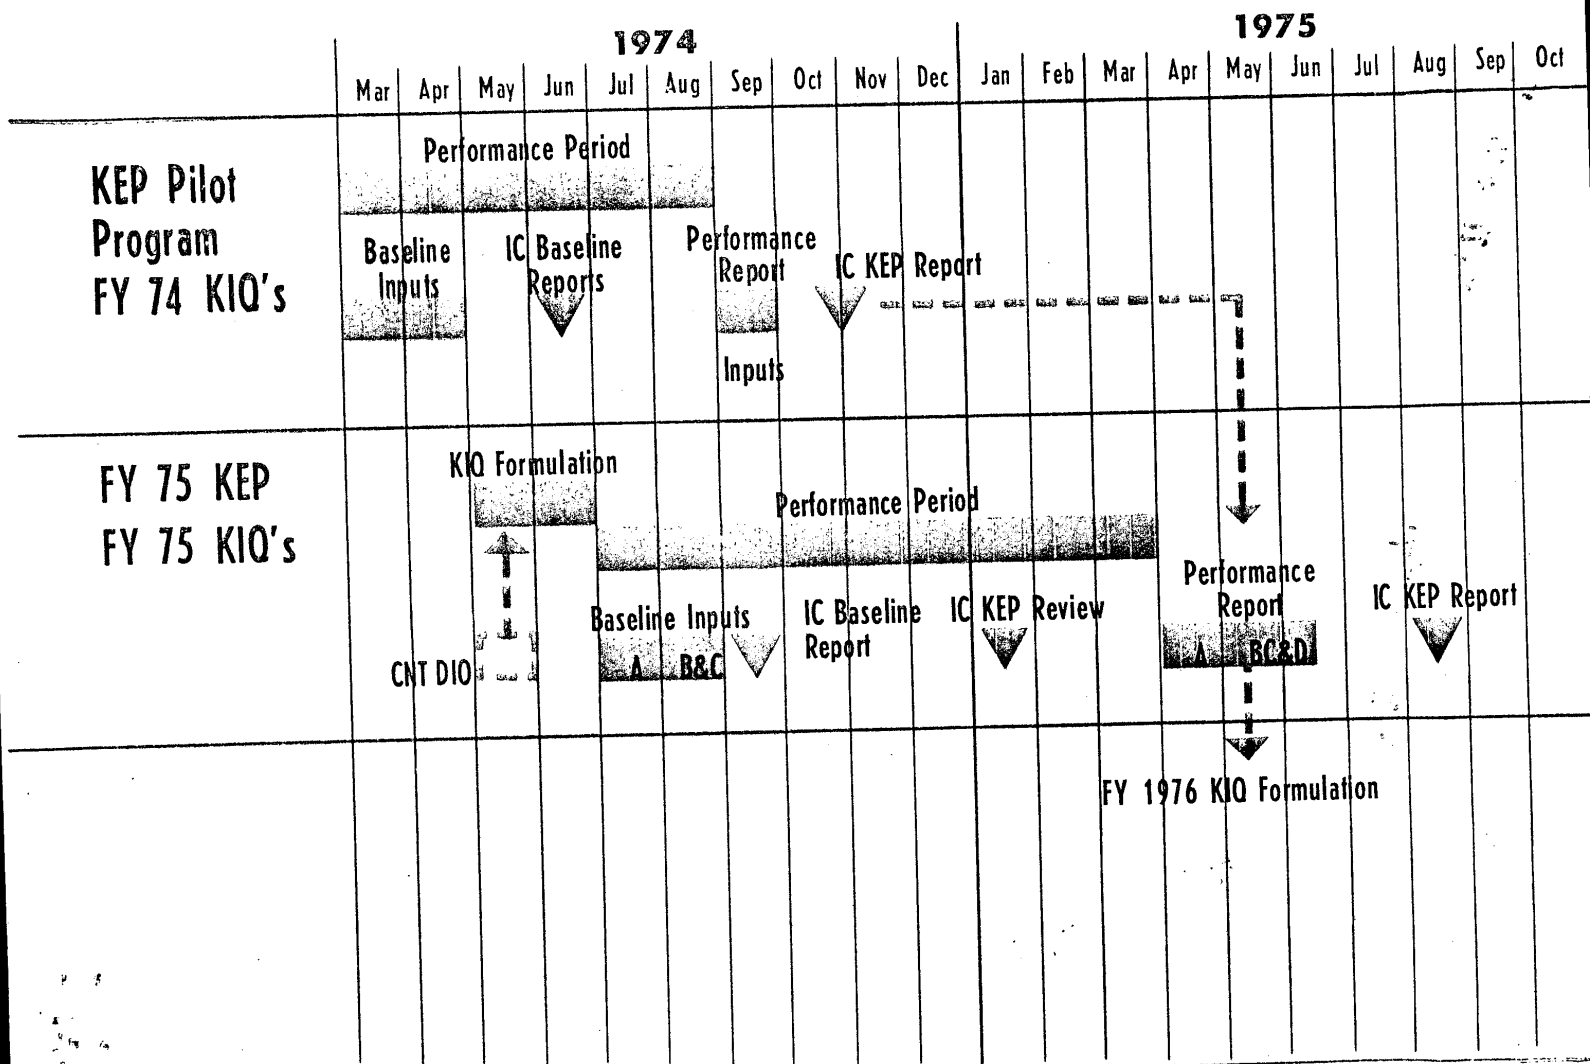 1974
1975
Mar Apr May Jun Jul Aug Sep Oct Nov Dec Jan Feb Mar Apr May Jun Jul Aug Sep Oct
KEP Pilot
Program
FY 74 KIQ's
Performance Period
Baseline
Inputs
IC Baseline
Reports
Performance
Report
Inputs
IC KEP Report
FY 75 KEP
FY 75 KIQ's
KIQ Formulation
Performance Period
CNT DIO
Baseline Inputs
A B&C
IC Baseline
Report
IC KEP Review
Performance
Report
A BC&D
IC KEP Report
FY 1976 KIQ Formulation